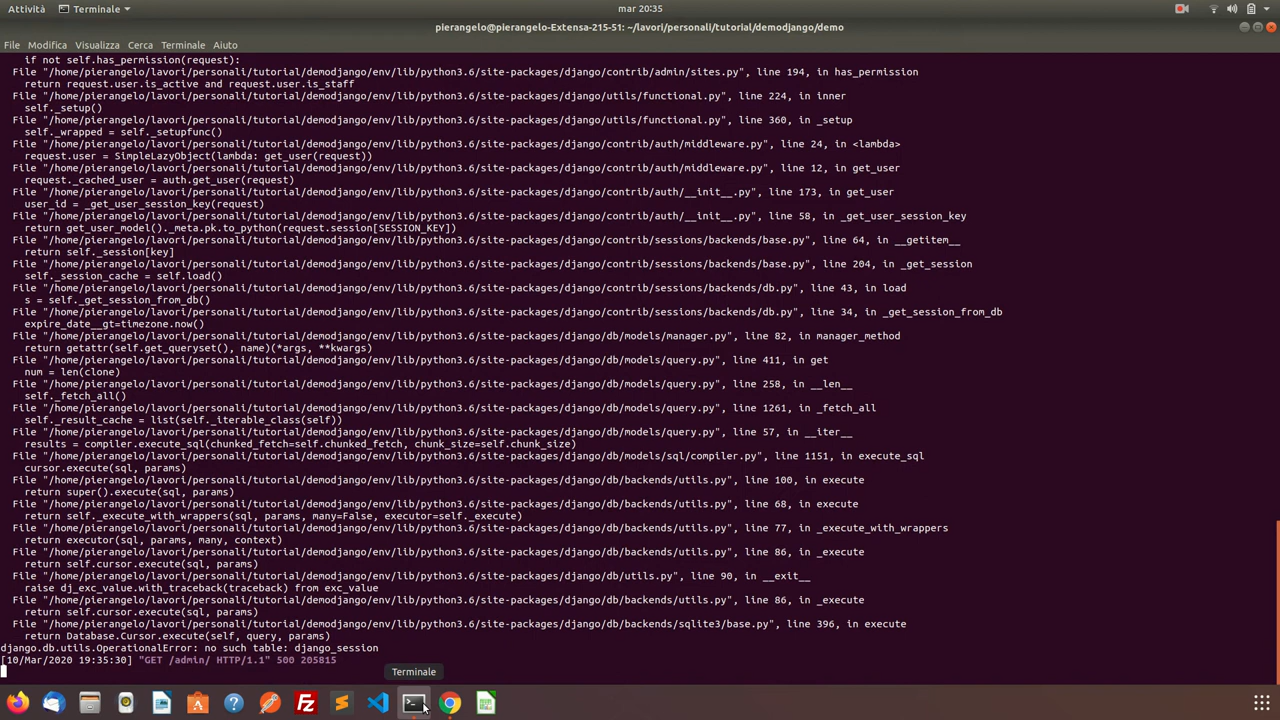 Attività Terminale mar 20:35
pierangelo@pierangelo-Extensa-215-51: ~/lavori/personali/tutorial/demodjango/demo
File Modifica Visualizza Cerca Terminale Aiuto
if not self.has_permission(request):
File "/home/pierangelo/lavori/personali/tutorial/demodjango/env/lib/python3.6/site-packages/django/contrib/admin/sites.py", line 194, in has_permission
return request.user.is_active and request.user.is_staff
File "/home/pierangelo/lavori/personali/tutorial/demodjango/env/lib/python3.6/site-packages/django/utils/functional.py", line 224, in inner
self._setup()
File "/home/pierangelo/lavori/personali/tutorial/demodjango/env/lib/python3.6/site-packages/django/utils/functional.py", line 360, in _setup
self._wrapped = self._setupfunc()
File "/home/pierangelo/lavori/personali/tutorial/demodjango/env/lib/python3.6/site-packages/django/contrib/auth/middleware.py", line 24, in <lambda>
request.user = SimpleLazyObject(lambda: get_user(request))
File "/home/pierangelo/lavori/personali/tutorial/demodjango/env/lib/python3.6/site-packages/django/contrib/auth/middleware.py", line 12, in get_user
request._cached_user = auth.get_user(request)
File "/home/pierangelo/lavori/personali/tutorial/demodjango/env/lib/python3.6/site-packages/django/contrib/auth/__init__.py", line 173, in get_user
user_id = _get_user_session_key(request)
File "/home/pierangelo/lavori/personali/tutorial/demodjango/env/lib/python3.6/site-packages/django/contrib/auth/__init__.py", line 58, in _get_user_session_key
return get_user_model()._meta.pk.to_python(request.session[SESSION_KEY])
File "/home/pierangelo/lavori/personali/tutorial/demodjango/env/lib/python3.6/site-packages/django/contrib/sessions/backends/base.py", line 64, in __getitem__
return self._session[key]
File "/home/pierangelo/lavori/personali/tutorial/demodjango/env/lib/python3.6/site-packages/django/contrib/sessions/backends/base.py", line 204, in _get_session
self._session_cache = self.load()
File "/home/pierangelo/lavori/personali/tutorial/demodjango/env/lib/python3.6/site-packages/django/contrib/sessions/backends/db.py", line 43, in load
s = self._get_session_from_db()
File "/home/pierangelo/lavori/personali/tutorial/demodjango/env/lib/python3.6/site-packages/django/contrib/sessions/backends/db.py", line 34, in _get_session_from_db
expire_date__gt=timezone.now()
File "/home/pierangelo/lavori/personali/tutorial/demodjango/env/lib/python3.6/site-packages/django/db/models/manager.py", line 82, in manager_method
return getattr(self.get_queryset(), name)(*args, **kwargs)
File "/home/pierangelo/lavori/personali/tutorial/demodjango/env/lib/python3.6/site-packages/django/db/models/query.py", line 411, in get
num = len(clone)
File "/home/pierangelo/lavori/personali/tutorial/demodjango/env/lib/python3.6/site-packages/django/db/models/query.py", line 258, in __len__
self._fetch_all()
File "/home/pierangelo/lavori/personali/tutorial/demodjango/env/lib/python3.6/site-packages/django/db/models/query.py", line 1261, in _fetch_all
self._result_cache = list(self._iterable_class(self))
File "/home/pierangelo/lavori/personali/tutorial/demodjango/env/lib/python3.6/site-packages/django/db/models/query.py", line 57, in __iter__
results = compiler.execute_sql(chunked_fetch=self.chunked_fetch, chunk_size=self.chunk_size)
File "/home/pierangelo/lavori/personali/tutorial/demodjango/env/lib/python3.6/site-packages/django/db/models/sql/compiler.py", line 1151, in execute_sql
cursor.execute(sql, params)
File "/home/pierangelo/lavori/personali/tutorial/demodjango/env/lib/python3.6/site-packages/django/db/backends/utils.py", line 100, in execute
return super().execute(sql, params)
File "/home/pierangelo/lavori/personali/tutorial/demodjango/env/lib/python3.6/site-packages/django/db/backends/utils.py", line 68, in execute
return self._execute_with_wrappers(sql, params, many=False, executor=self._execute)
File "/home/pierangelo/lavori/personali/tutorial/demodjango/env/lib/python3.6/site-packages/django/db/backends/utils.py", line 77, in _execute_with_wrappers
return executor(sql, params, many, context)
File "/home/pierangelo/lavori/personali/tutorial/demodjango/env/lib/python3.6/site-packages/django/db/backends/utils.py", line 86, in _execute
return self.cursor.execute(sql, params)
File "/home/pierangelo/lavori/personali/tutorial/demodjango/env/lib/python3.6/site-packages/django/db/utils.py", line 90, in __exit__
raise dj_exc_value.with_traceback(traceback) from exc_value
File "/home/pierangelo/lavori/personali/tutorial/demodjango/env/lib/python3.6/site-packages/django/db/backends/utils.py", line 86, in _execute
return self.cursor.execute(sql, params)
File "/home/pierangelo/lavori/personali/tutorial/demodjango/env/lib/python3.6/site-packages/django/db/backends/sqlite3/base.py", line 396, in execute
return Database.Cursor.execute(self, query, params)
django.db.utils.OperationalError: no such table: django_session
[10/Mar/2020 19:35:30] "GET /admin/ HTTP/1.1" 500 205815
Terminale